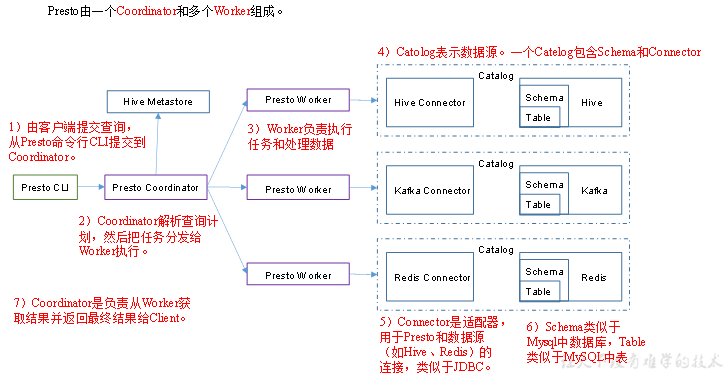 Presto由一个Coordinator和多个Worker组成。
4）Catolog表示数据源。一个Catelog包含Schema和Connector
Catalog
Hive Metastore
Presto Worker
Hive Connector
Schema
Table
Hive
1）由客户端提交查询，
从Presto命令行CLI提交到
Coordinator。
3）Worker负责执行
任务和处理数据
Catalog
Presto CLI
Presto Coordinator
Presto Worker
Kafka Connector
Schema
Table
Kafka
2）Coordinator解析查询计
划，然后把任务分发给
Worker执行。
Catalog
Presto Worker
Redis Connector
Schema
Table
Redis
7）Coordinator是负责从Worker获
取结果并返回最终结果给Client。
5）Connector是适配器，
用于Presto和数据源
（如Hive、Redis）的
连接，类似于JDBC。
6）Schema类似于
Mysql中数据库，Table
类似于MySQL中表